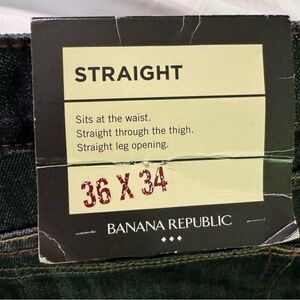 STRAIGHT
Sits at the waist.
Straight through the thigh.
Straight leg opening.
36 X 34
BANANA REPUBLIC